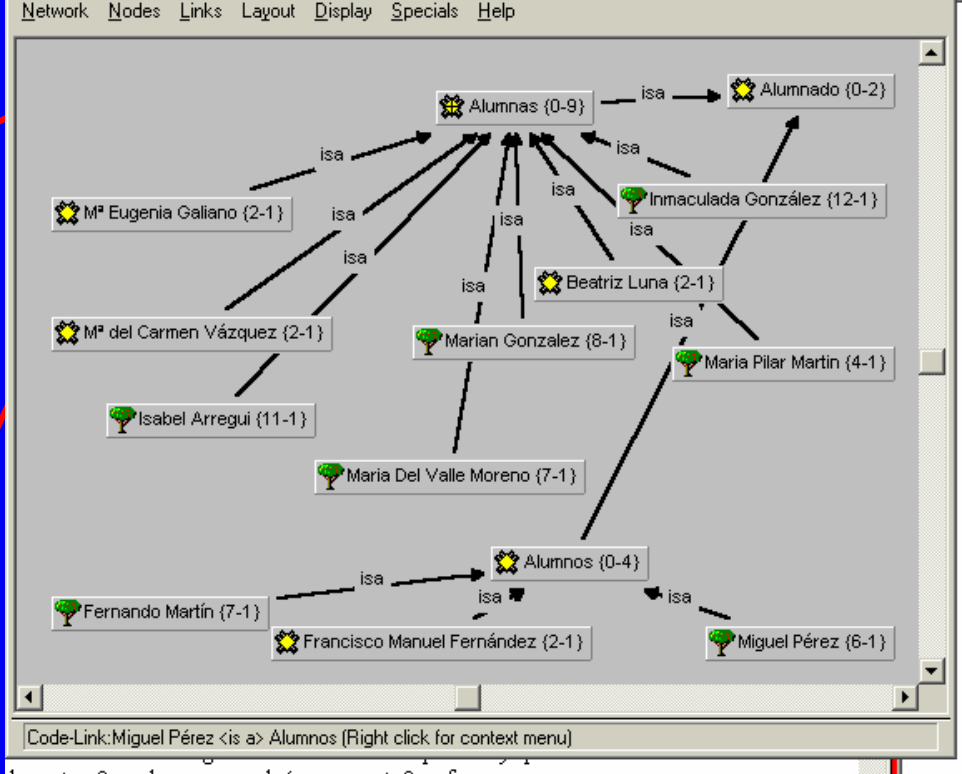 Network Nodes Links Layout Display Specials Help
Alumnado {0-2}
isa
Alumnas {0-9}
isa
isa
Inmaculada González {12-1}
isa
Mª Eugenia Galiano {2-1}
isa
isa
isa
isa
Beatriz Luna {2-1}
isa
isa
Mª del Carmen Vázquez {2-1}
Marian Gonzalez {8-1}
Maria Pilar Martin {4-1}
Isabel Arregui {11-1}
Maria Del Valle Moreno {7-1}
Alumnos {0-4}
isa
isa
isa
Fernando Martín {7-1}
Francisco Manuel Fernández {2-1}
Miguel Pérez {6-1}
Code-Link:Miguel Pérez <is a> Alumnos (Right click for context menu)